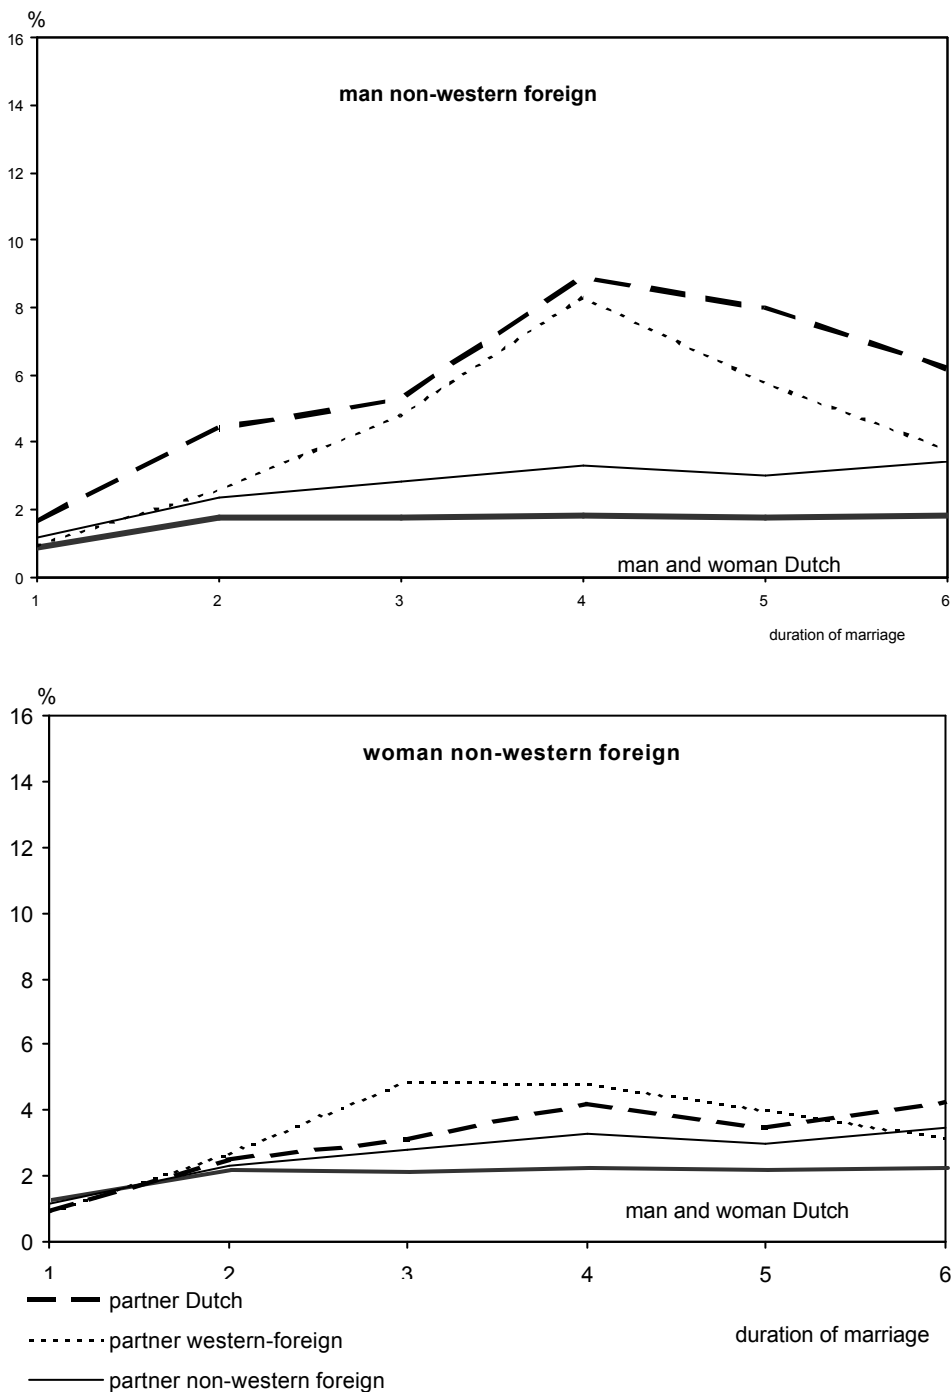 %
16
man non-western foreign
14
12
10
8
6
4
2
man and woman Dutch
0
1 2 3 4 5 6
duration of marriage
%
16
woman non-western foreign
14
12
10
8
6
4
2
man and woman Dutch
0
1 2 3 4 5 6
partner Dutch
partner western-foreign
duration of marriage
partner non-western foreign